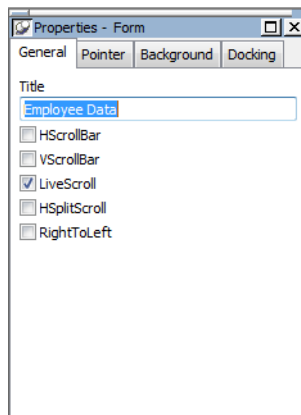 Properties - Form
General Pointer Background Docking
Title
Employee Data
HScrollBar
VScrollBar
LiveScroll
HSplitScroll
RightToLeft